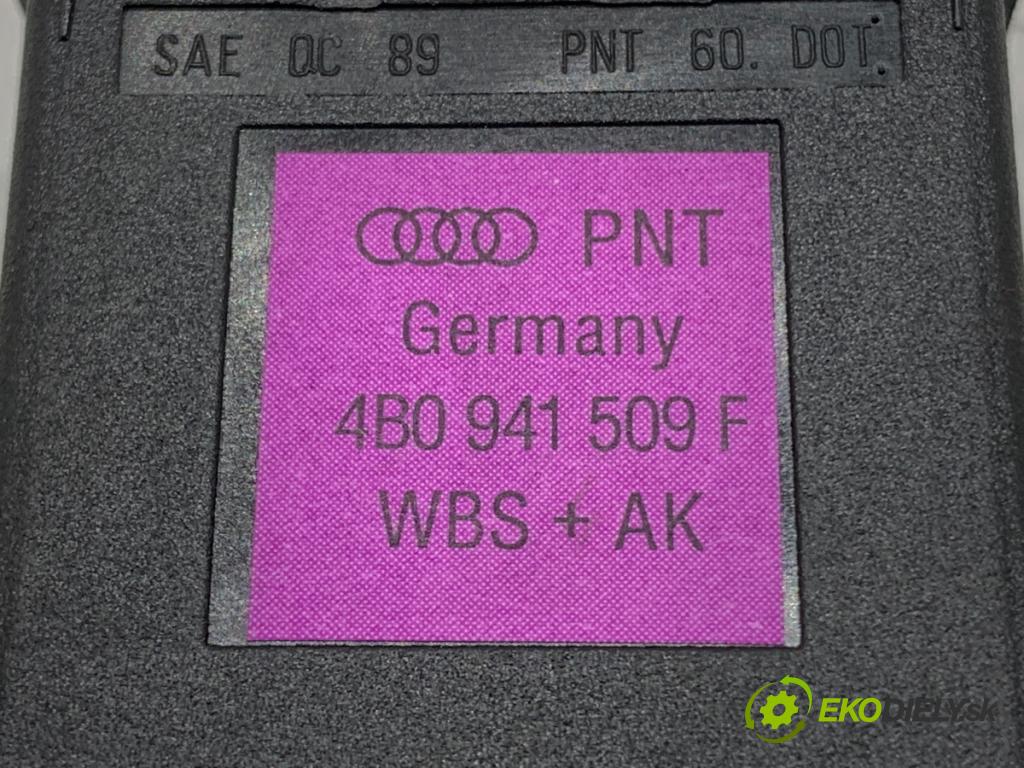 SAE QC 89 PNT 60. DOT.
PNT
Germany
4B0 941 509 F
WBS + AK
EKODIELY.sk